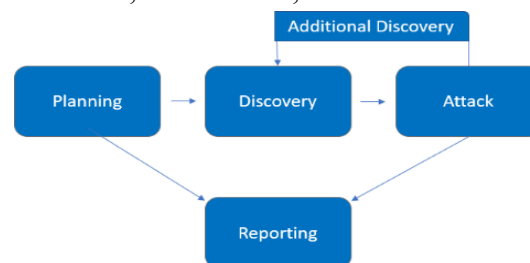 Additional Discovery
Planning
Discovery
Attack
Reporting